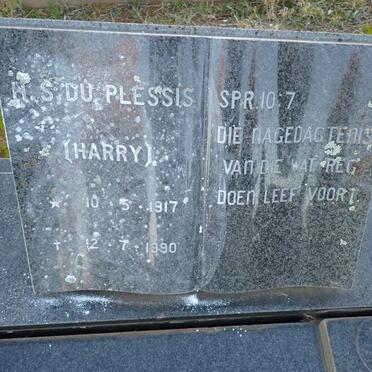 H.S. DU PLESSIS
(HARRY).
* 10.5.1917
† 12.7.1990
SPR. 10-7
DIE NAGEDAGTENIS
VAN DIE WAT REG
DOEN LEEF VOORT